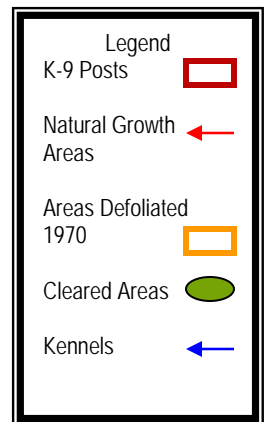 Legend
K-9 Posts
Natural Growth
Areas
Areas Defoliated
1970
Cleared Areas
Kennels